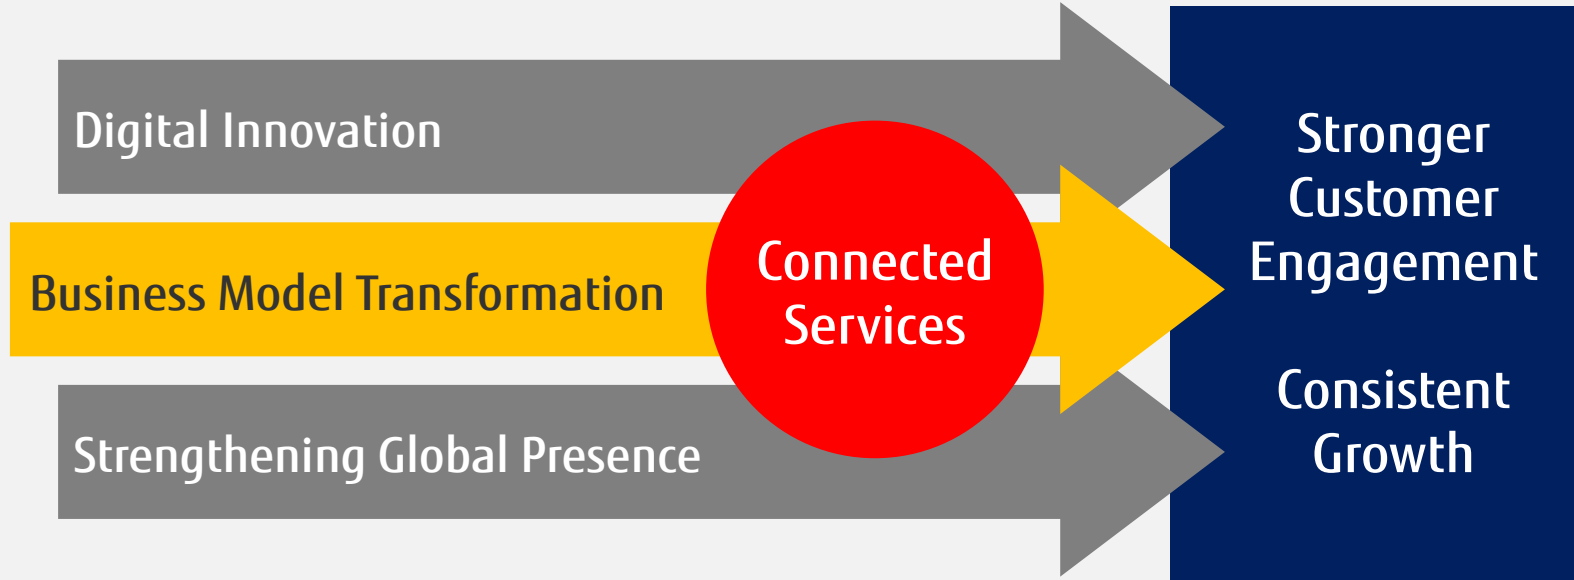 Digital Innovation
Business Model Transformation
Strengthening Global Presence
Connected
Services
Stronger
Customer
Engagement
Consistent
Growth